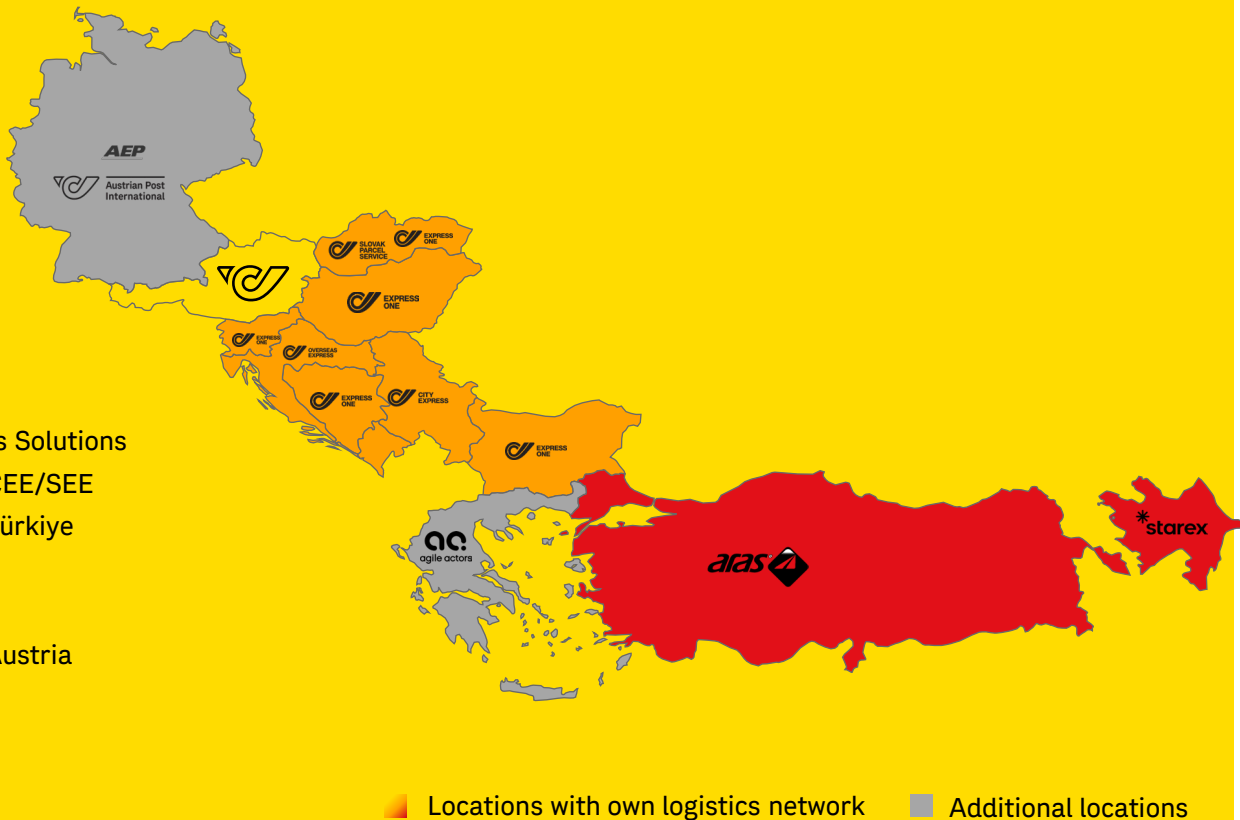 AEP
Austrian Post
International
SLOVAK
PARCEL
SERVICE
EXPRESS
ONE
EXPRESS
ONE
EXPRESS
ONE
OVERSEAS
EXPRESS
EXPRESS
ONE
CITY
EXPRESS
EXPRESS
ONE
s Solutions
CEE/SEE
ürkiye
ustria
agile actors
aras
starex
Locations with own logistics network
Additional locations